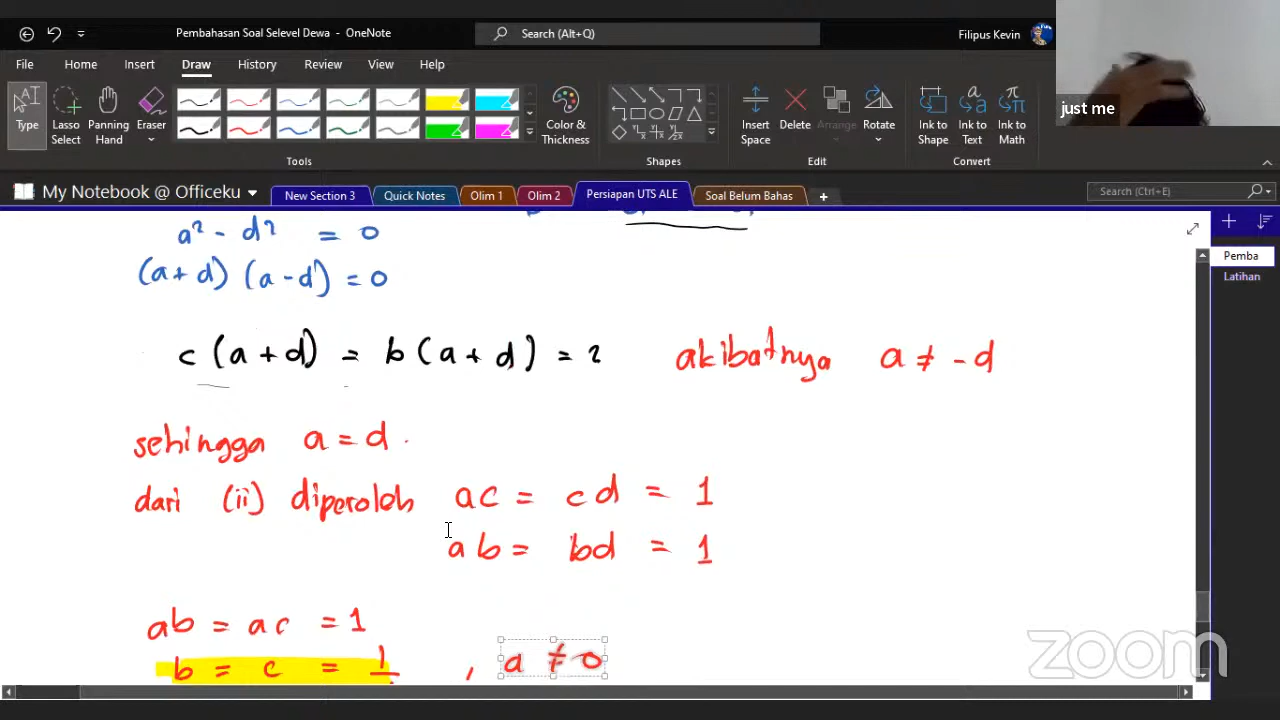 Pembahasan Soal Selevel Dewa - OneNote
Search (Alt+Q)
Filipus Kevin
File Home Insert Draw History Review View Help
Type
Lasso Select
Panning Hand
Eraser
Color & Thickness
Insert Space
Delete
Arrange
Rotate
Ink to Shape
Ink to Text
Ink to Math
Tools
Shapes
Edit
Convert
just me
My Notebook @ Officeku
New Section 3
Quick Notes
Olim 1
Olim 2
Persiapan UTS ALE
Soal Belum Bahas
Search (Ctrl+E)
Pemba
Latihan
a² - d² = 0
(a + d) (a - d) = 0
c (a + d) = b (a + d) = 2 akibatnya a ≠ -d
sehingga a = d .
dari (ii) diperoleh ac = cd = 1
ab = bd = 1
ab = ac = 1
b = c = 1 , a ≠ 0
zoom